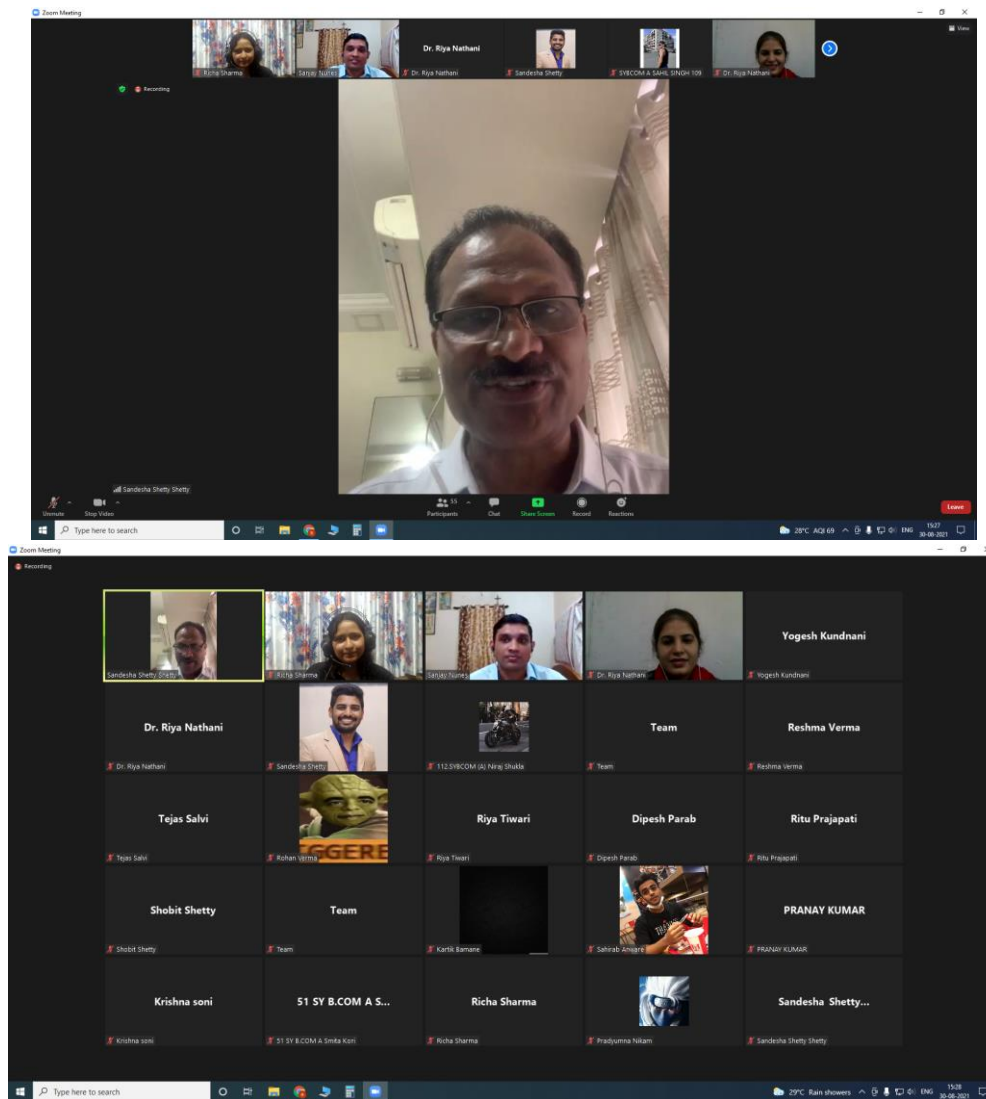 Zoom Meeting
View
Dr. Riya Nathani
Richa Sharma
Sanjay Nunes
Dr. Riya Nathani
Sandesha Shetty
SYBCOM A SAHIL SINGH 109
Dr. Riya Nathani
Recording
Sandesha Shetty Shetty
Unmute
Stop Video
55
Participants
Chat
Share Screen
Record
Reactions
Leave
Type here to search
28°C AQI 69
ENG
15:27
30-08-2021
Zoom Meeting
Recording
Yogesh Kundnani
Sandesha Shetty Shetty
Richa Sharma
Sanjay Nunes
Dr. Riya Nathani
Yogesh Kundnani
Dr. Riya Nathani
Team
Reshma Verma
Dr. Riya Nathani
Sandesha Shetty
112.SYBCOM (A) Niraj Shukla
Team
Reshma Verma
Tejas Salvi
Riya Tiwari
Dipesh Parab
Ritu Prajapati
GGERE
Tejas Salvi
Rohan Verma
Riya Tiwari
Dipesh Parab
Ritu Prajapati
Shobit Shetty
Team
PRANAY KUMAR
Shobit Shetty
Team
Kartik Bamane
Sahirab Anware
PRANAY KUMAR
Krishna soni
51 SY B.COM A S...
Richa Sharma
Sandesha Shetty...
Krishna soni
51 SY B.COM A Smita Kori
Richa Sharma
Pradyumna Nikam
Sandesha Shetty Shetty
Type here to search
29°C Rain showers
ENG
15:28
30-08-2021